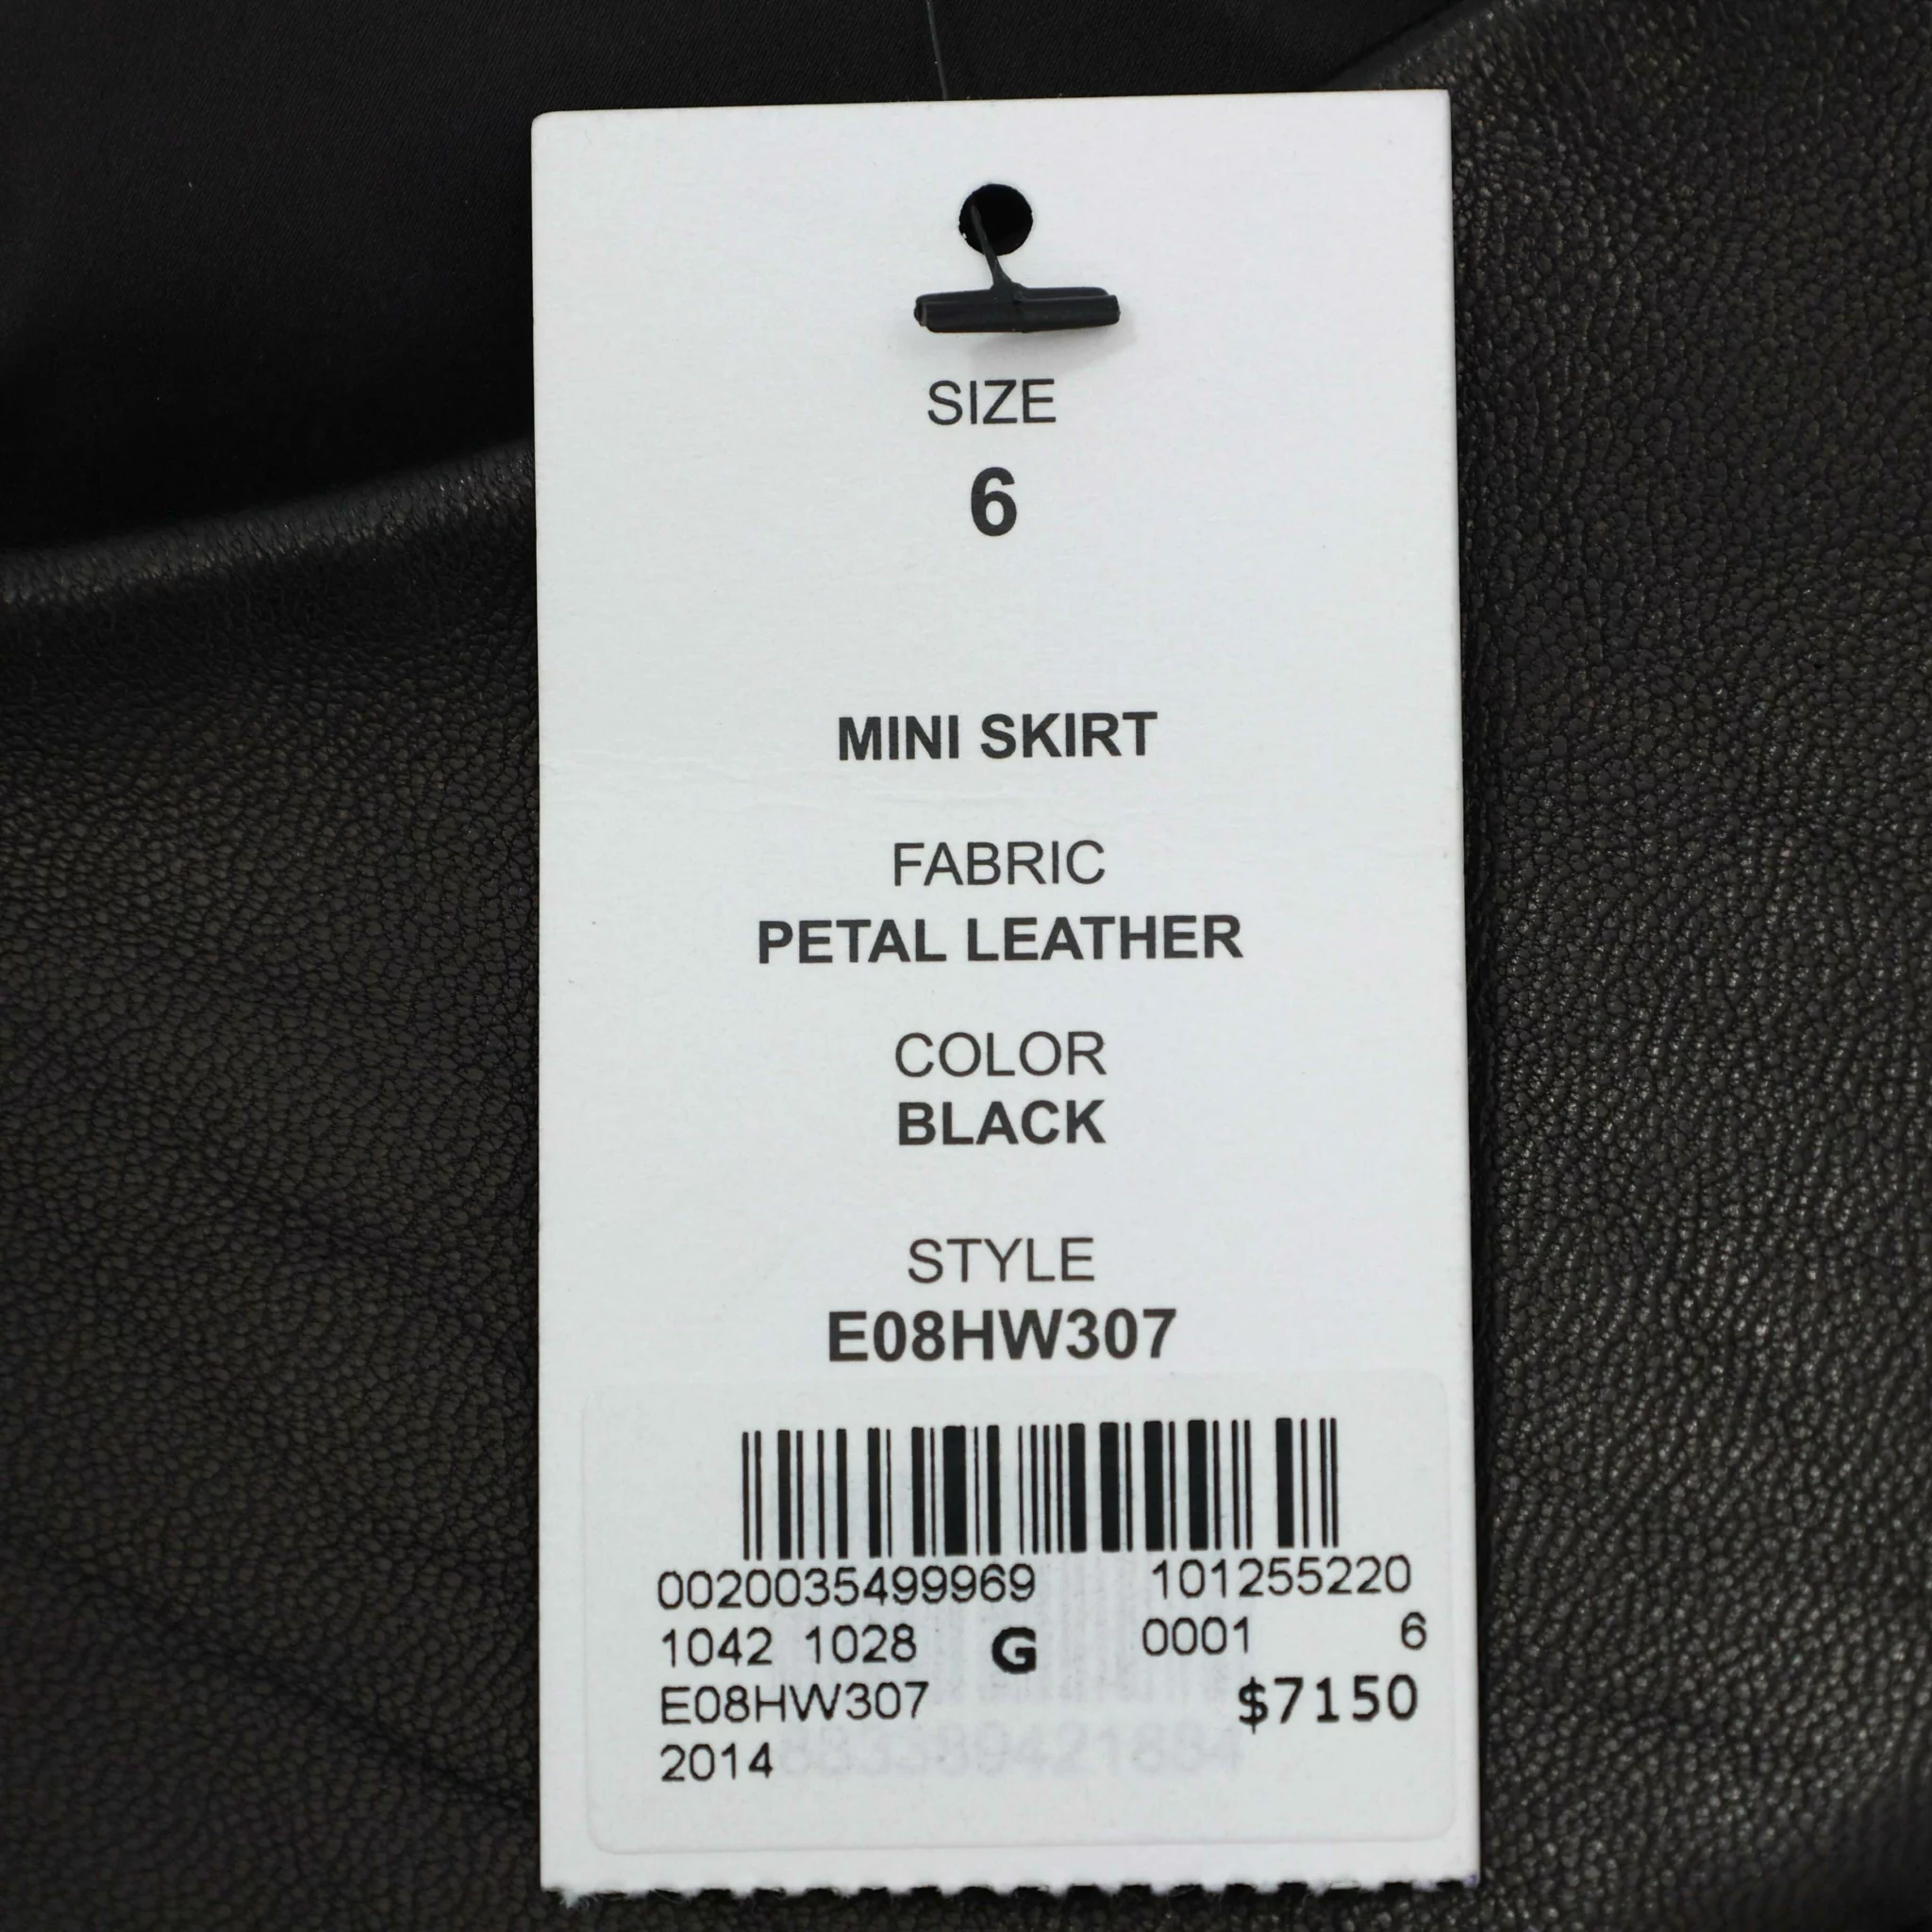 SIZE
6
MINI SKIRT
FABRIC
PETAL LEATHER
COLOR
BLACK
STYLE
E08HW307
0020035499969 101255220
1042 1028 G 0001 6
E08HW307 $7150
2014